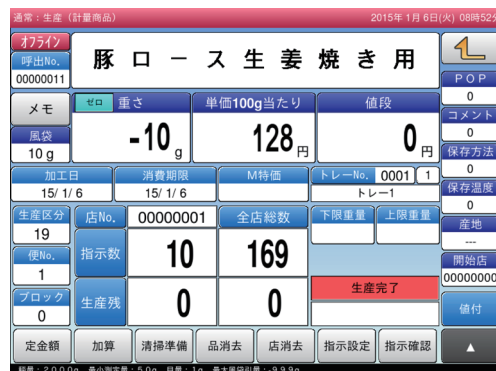 通常：生産（計量商品） 2015年 1月 6日(火) 08時52分
オフライン
呼出No.
00000011
豚ロース生姜焼き用
POP
0
コメント
0
保存方法
0
保存温度
0
産地
---
開始店
00000000
値付
メモ
風袋
10 g
ゼロ 重さ
-10 g
単価100g当たり
128 円
値段
0 円
加工日
15/ 1/ 6
消費期限
15/ 1/ 6
M特価
トレーNo. 0001 1
トレー1
生産区分
19
便No.
1
ブロック
0
店No. 00000001 全店総数
指示数 10 169
生産残 0 0
下限重量 上限重量
生産完了
定金額 加算 清掃準備 品消去 店消去 指示設定 指示確認 ▲